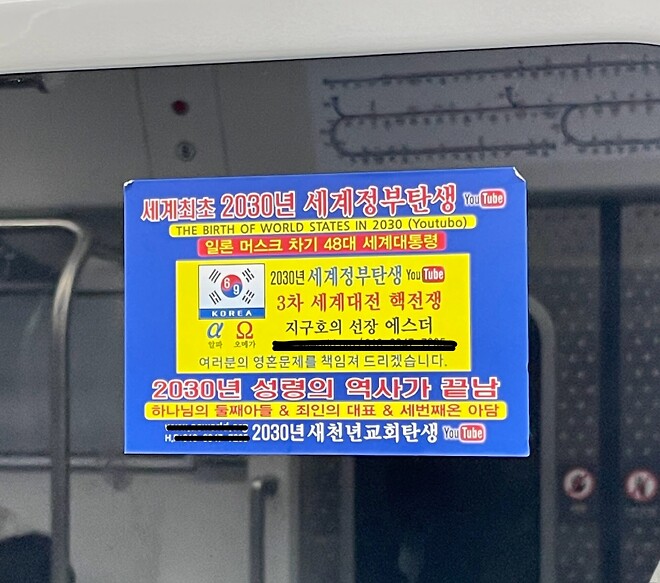 세계최초 2030년 세계정부탄생 YouTube
THE BIRTH OF WORLD STATES IN 2030 (Youtubo)
일론 머스크 차기 48대 세계대통령
6 9
KOREA
α Ω
알파 오메가
2030년 세계정부탄생 YouTube
3차 세계대전 핵전쟁
지구호의 선장 에스더
여러분의 영혼문제를 책임져 드리겠습니다.
2030년 성령의 역사가 끝남
하나님의 둘째아들 & 죄인의 대표 & 세번째온 아담
2030년 새천년교회탄생 YouTube